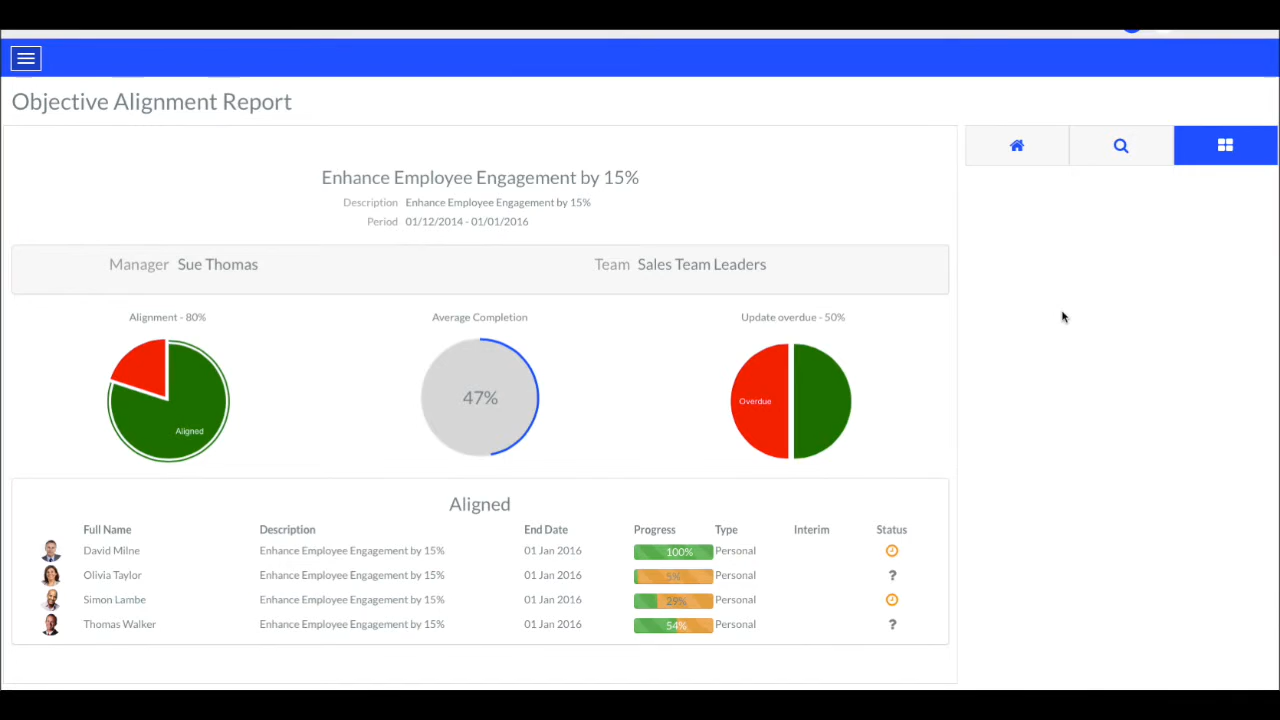 Objective Alignment Report
Enhance Employee Engagement by 15%
Description Enhance Employee Engagement by 15%
Period 01/12/2014 - 01/01/2016
Manager Sue Thomas Team Sales Team Leaders
Alignment - 80% Average Completion Update overdue - 50%
47%
Overdue
Aligned
Aligned
Full Name Description End Date Progress Type Interim Status
David Milne Enhance Employee Engagement by 15% 01 Jan 2016 100% Personal
Olivia Taylor Enhance Employee Engagement by 15% 01 Jan 2016 5% Personal ?
Simon Lambe Enhance Employee Engagement by 15% 01 Jan 2016 29% Personal
Thomas Walker Enhance Employee Engagement by 15% 01 Jan 2016 54% Personal ?